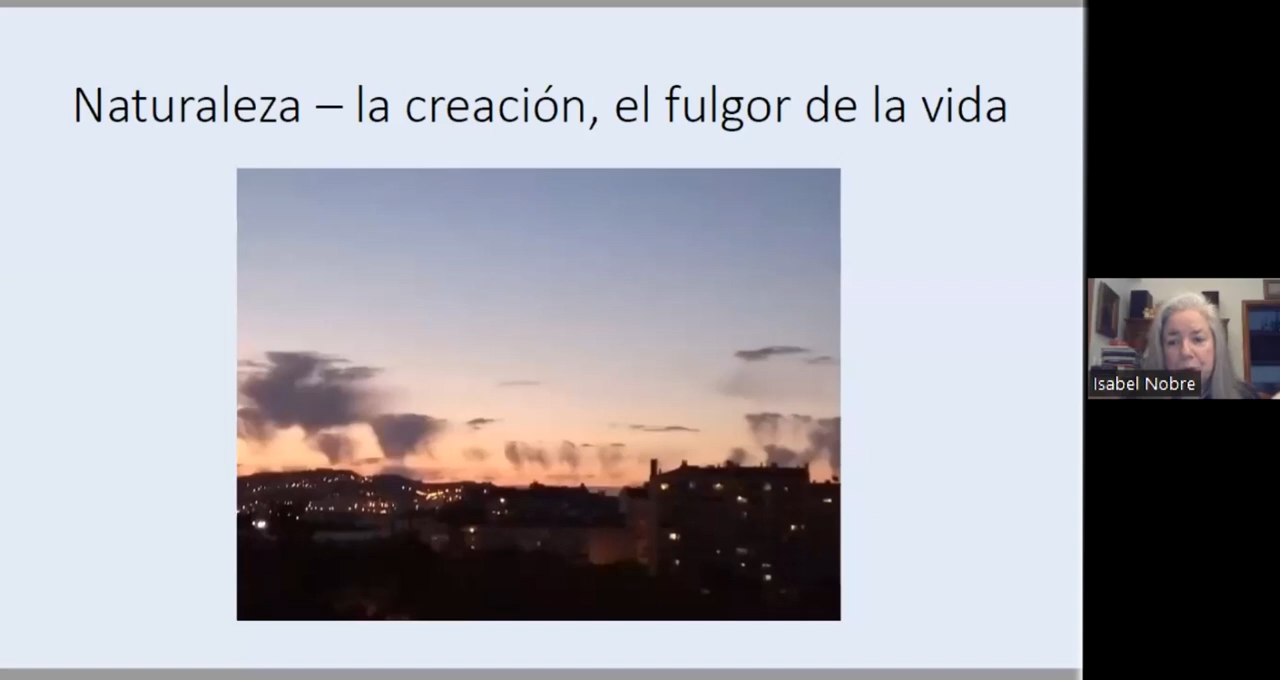 Naturaleza – la creación, el fulgor de la vida
Isabel Nobre